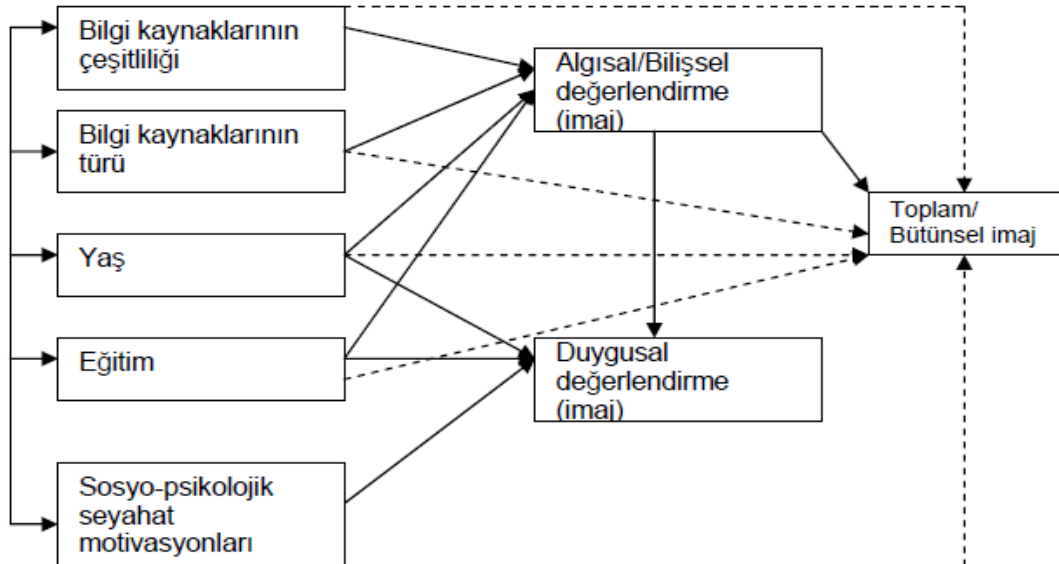 Bilgi kaynaklarının
çeşitliliği
Bilgi kaynaklarının
türü
Yaş
Eğitim
Sosyo-psikolojik
seyahat
motivasyonları
Algısal/Bilişsel
değerlendirme
(imaj)
Duygusal
değerlendirme
(imaj)
Toplam/
Bütünsel imaj